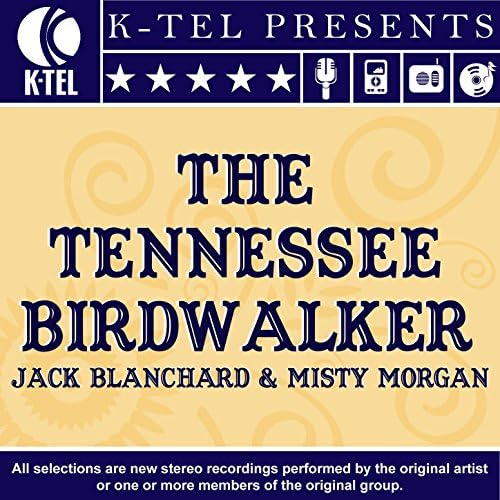 K-TEL PRESENTS
K-TEL
THE
TENNESSEE
BIRDWALKER
JACK BLANCHARD & MISTY MORGAN
All selections are new stereo recordings performed by the original artist
or one or more members of the original group.